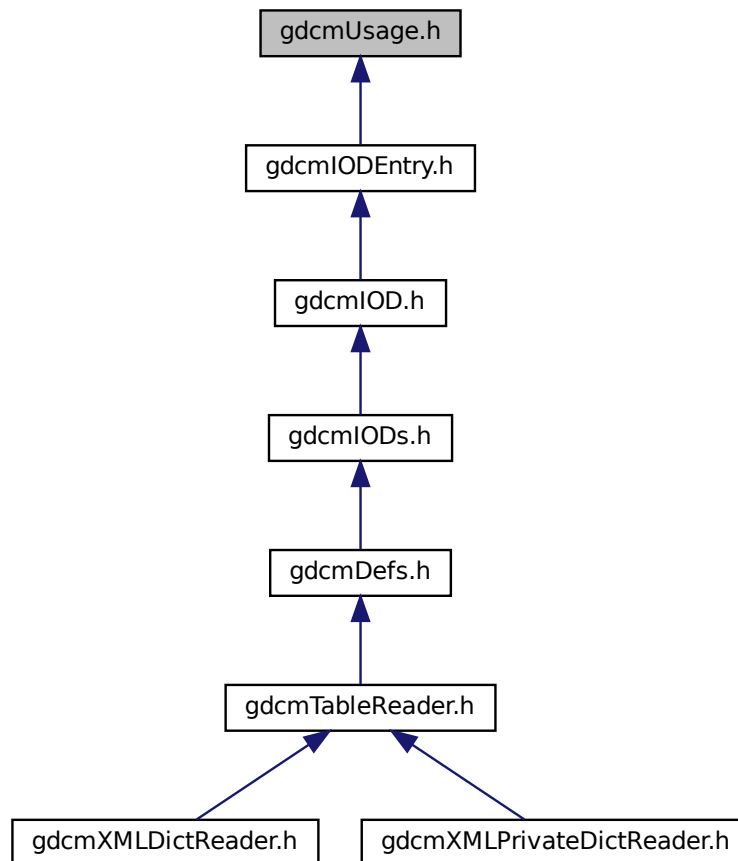 gdcmUsage.h
gdcmIODEntry.h
gdcmIOD.h
gdcmIODs.h
gdcmDefs.h
gdcmTableReader.h
gdcmXMLDictReader.h
gdcmXMLPrivateDictReader.h